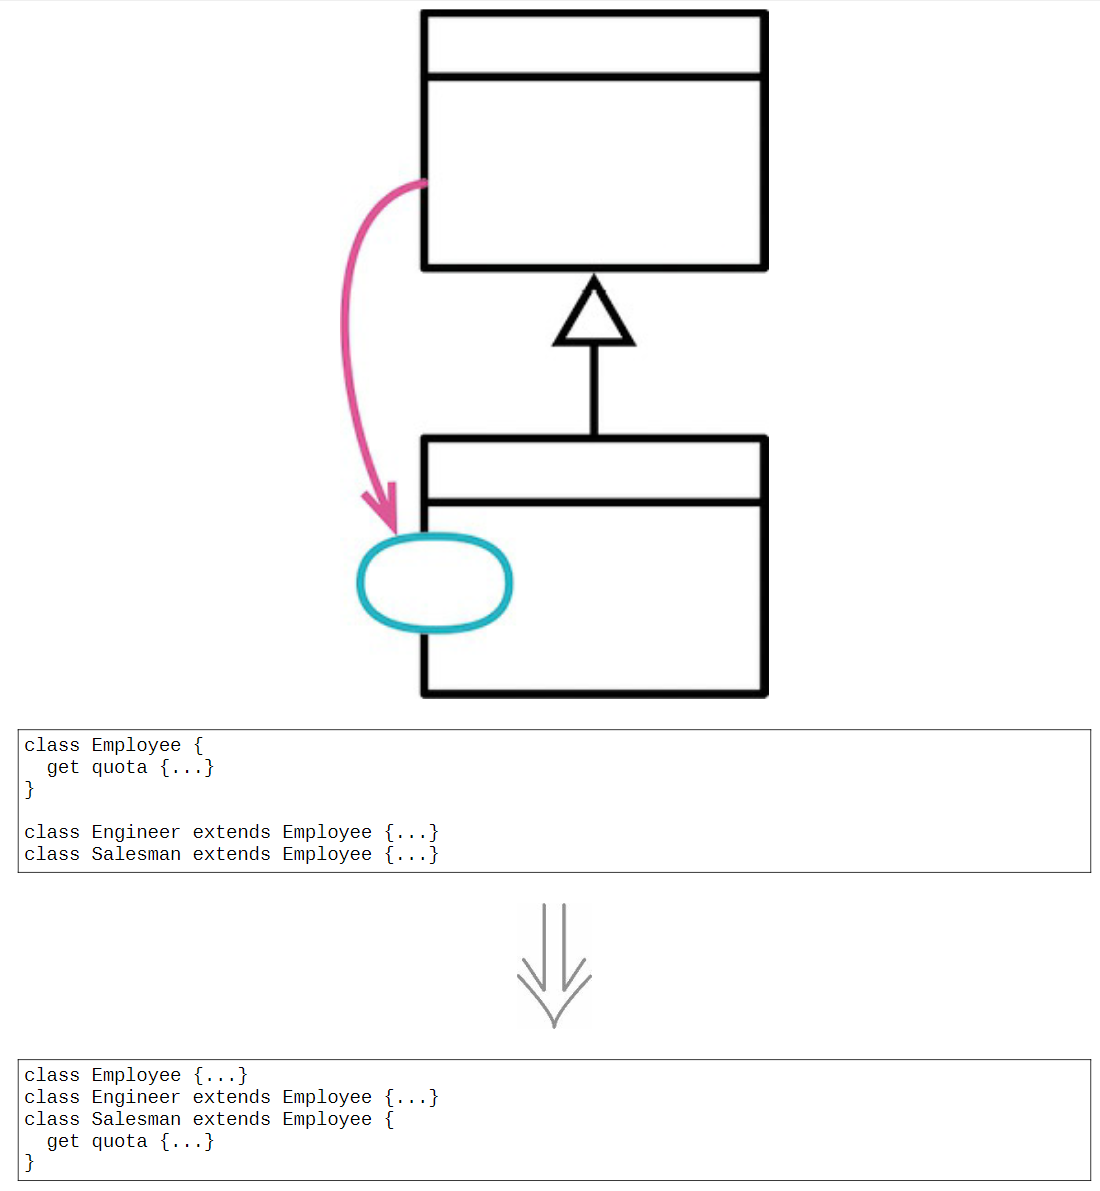 class Employee {
  get quota {...}
}

class Engineer extends Employee {...}
class Salesman extends Employee {...}

class Employee {...}
class Engineer extends Employee {...}
class Salesman extends Employee {
  get quota {...}
}